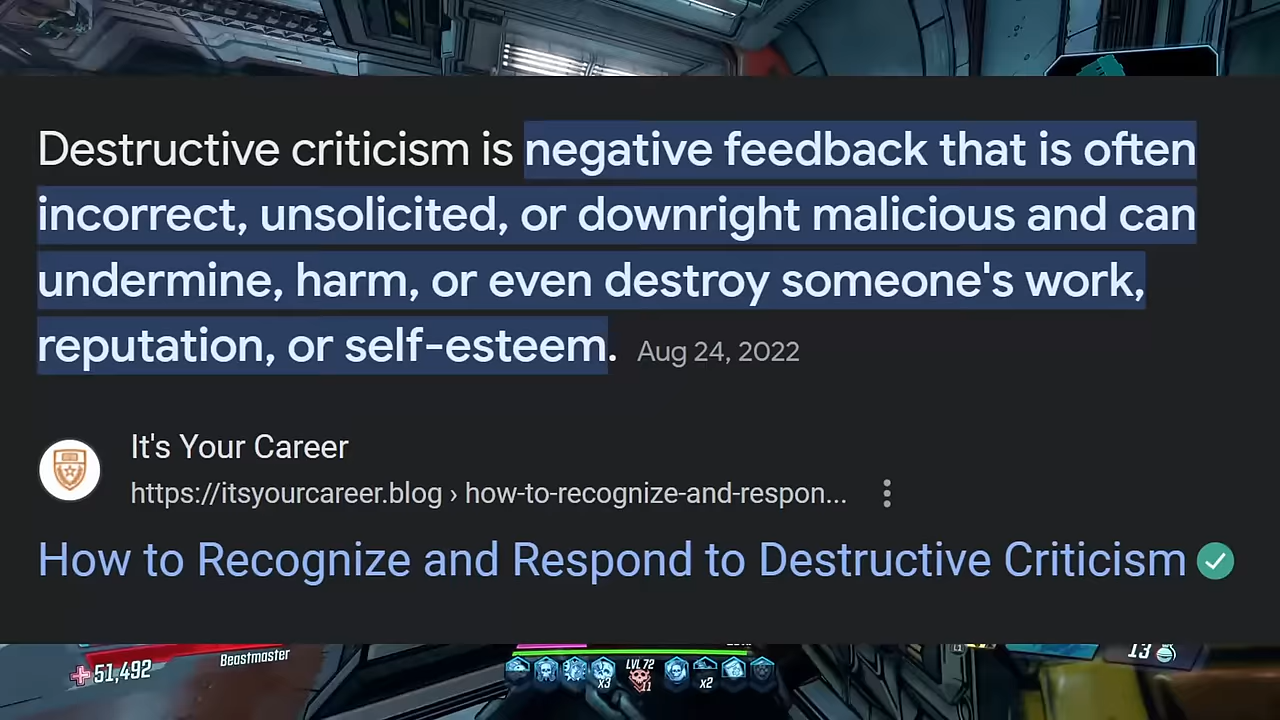 Destructive criticism is negative feedback that is often
incorrect, unsolicited, or downright malicious and can
undermine, harm, or even destroy someone's work,
reputation, or self-esteem. Aug 24, 2022
It's Your Career
https://itsyourcareer.blog › how-to-recognize-and-respon...
How to Recognize and Respond to Destructive Criticism
51,492
Beastmaster
x3
LVL 72
11
x2
13